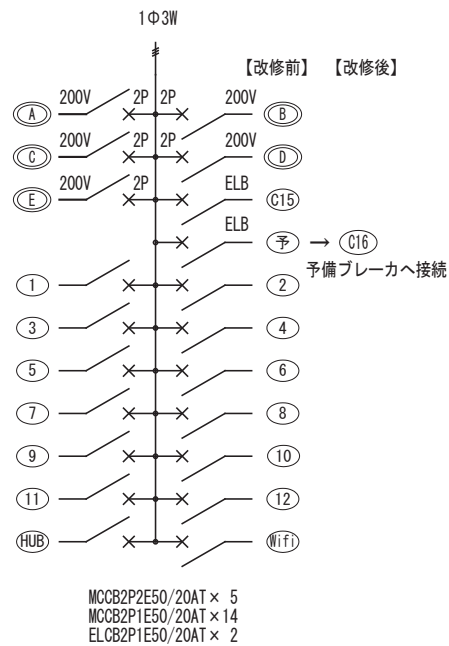 1Φ3W
【改修前】 【改修後】
A 200V 2P 2P 200V B
C 200V 2P 2P 200V D
E 200V 2P ELB C15
ELB 予 → C16
予備ブレーカへ接続
1 2
3 4
5 6
7 8
9 10
11 12
HUB Wifi
MCCB2P2E50/20AT× 5
MCCB2P1E50/20AT×14
ELCB2P1E50/20AT× 2